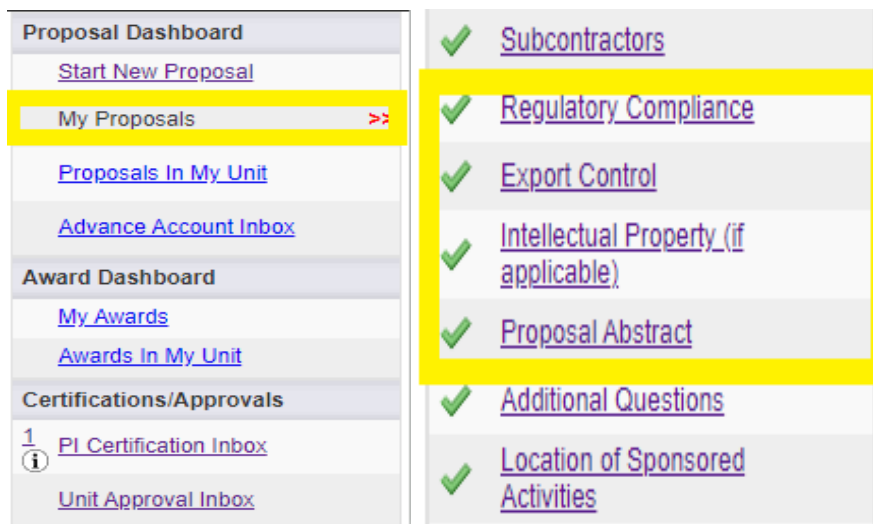 Proposal Dashboard
Start New Proposal
My Proposals >>
Proposals In My Unit
Advance Account Inbox
Award Dashboard
My Awards
Awards In My Unit
Certifications/Approvals
1
i PI Certification Inbox
Unit Approval Inbox
Subcontractors
Regulatory Compliance
Export Control
Intellectual Property (if
applicable)
Proposal Abstract
Additional Questions
Location of Sponsored
Activities